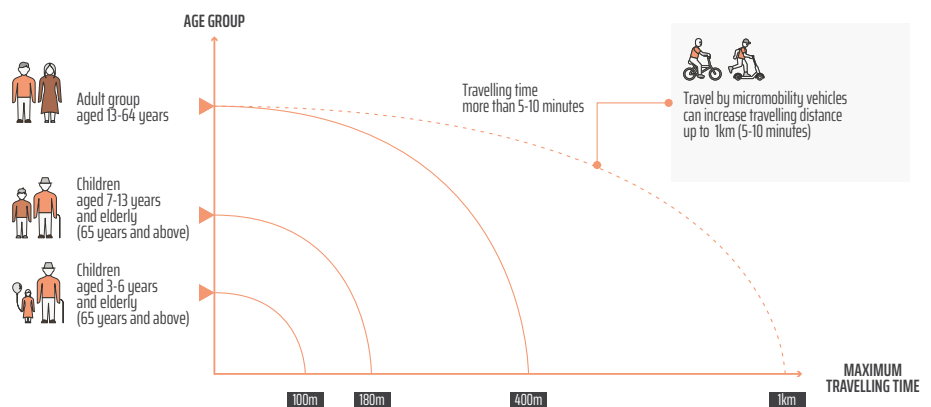 AGE GROUP
Adult group
aged 13-64 years
Children
aged 7-13 years
and elderly
(65 years and above)
Children
aged 3-6 years
and elderly
(65 years and above)
Travelling time
more than 5-10 minutes
Travel by micromobility vehicles
can increase travelling distance
up to 1km (5-10 minutes)
100m
180m
400m
1km
MAXIMUM
TRAVELLING TIME